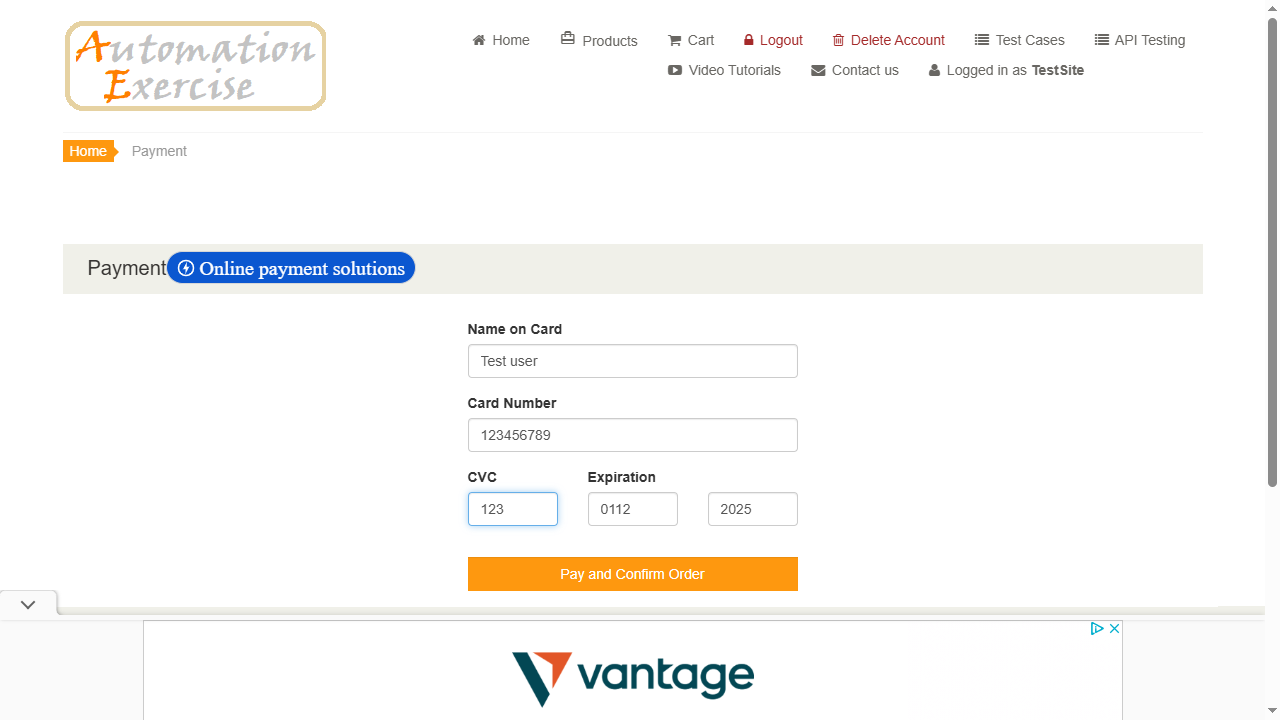 Automation
Exercise
Home Products Cart Logout Delete Account Test Cases API Testing
Video Tutorials Contact us Logged in as TestSite
Home Payment
Payment Online payment solutions
Name on Card
Test user
Card Number
123456789
CVC Expiration
123 0112 2025
Pay and Confirm Order
vantage